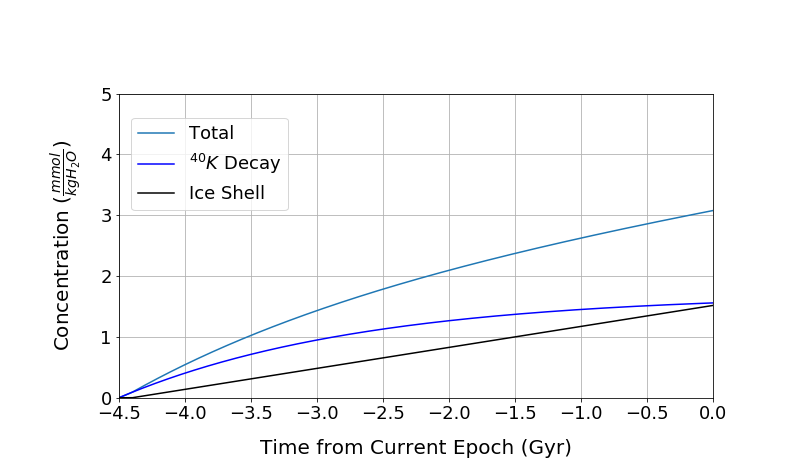 Concentration (mmol/kgH₂O)
5
4
3
2
1
0
Total
⁴⁰K Decay
Ice Shell
−4.5 −4.0 −3.5 −3.0 −2.5 −2.0 −1.5 −1.0 −0.5 0.0
Time from Current Epoch (Gyr)